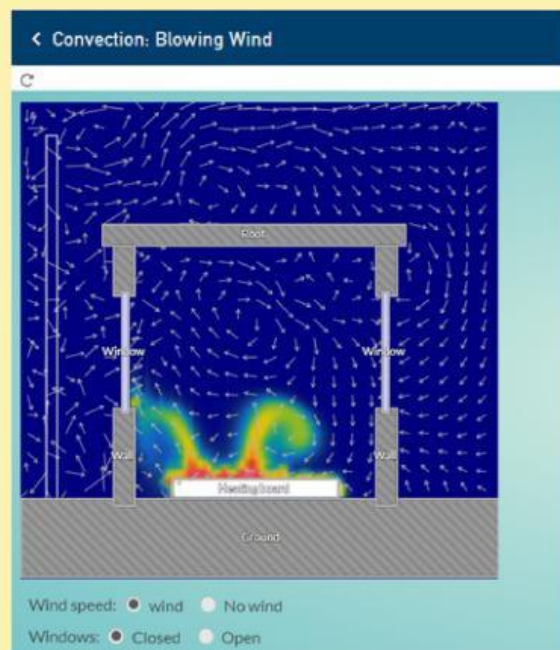 Convection: Blowing Wind
Roof
Window
Window
Wall
Wall
Heating board
Ground
Wind speed: wind No wind
Windows: Closed Open